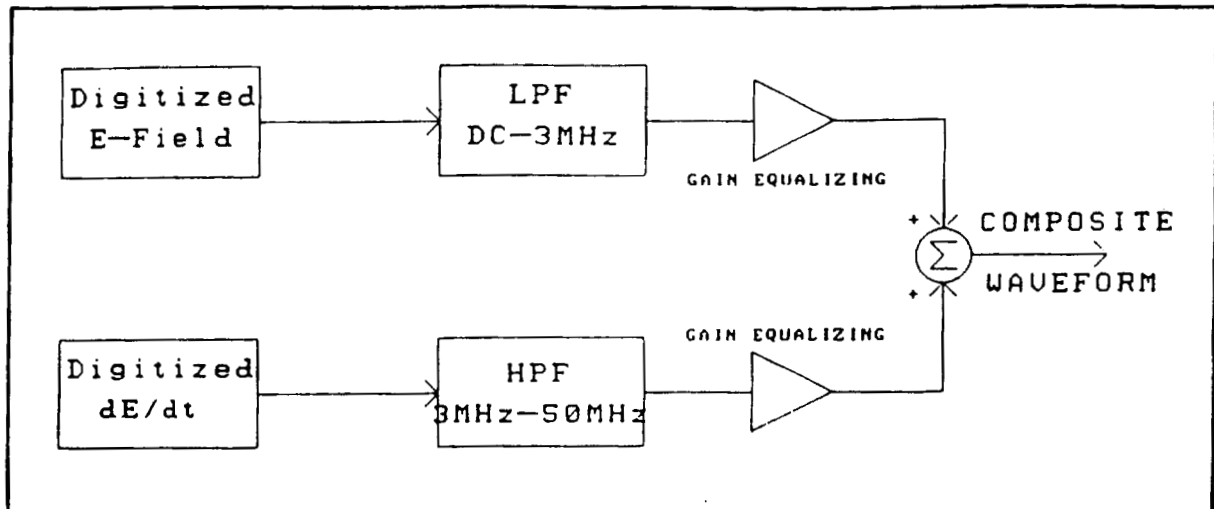 Digitized
E-Field
LPF
DC-3MHz
GAIN EQUALIZING
+
Σ
COMPOSITE
WAVEFORM
+
GAIN EQUALIZING
Digitized
dE/dt
HPF
3MHz-50MHz